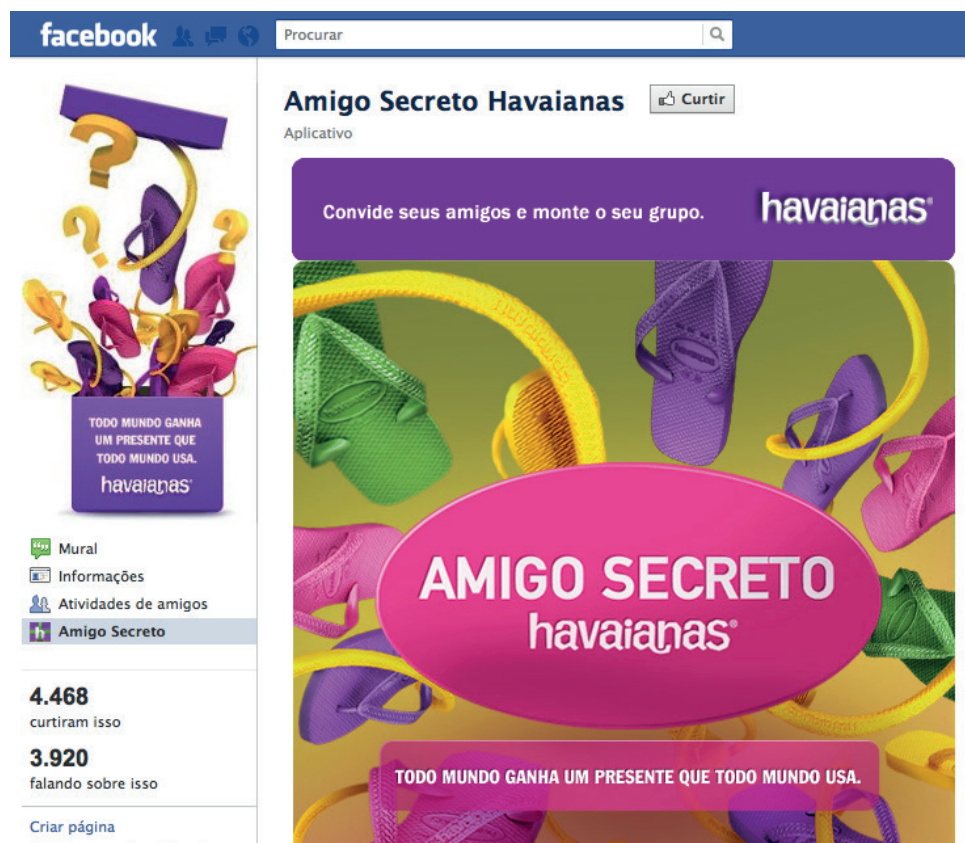 facebook
Procurar
Amigo Secreto Havaianas
Curtir
Aplicativo
Convide seus amigos e monte o seu grupo.
havaianas®
TODO MUNDO GANHA
UM PRESENTE QUE
TODO MUNDO USA.
havaianas
Mural
Informações
Atividades de amigos
h Amigo Secreto
4.468
curtiram isso
3.920
falando sobre isso
Criar página
AMIGO SECRETO
havaianas®
TODO MUNDO GANHA UM PRESENTE QUE TODO MUNDO USA.